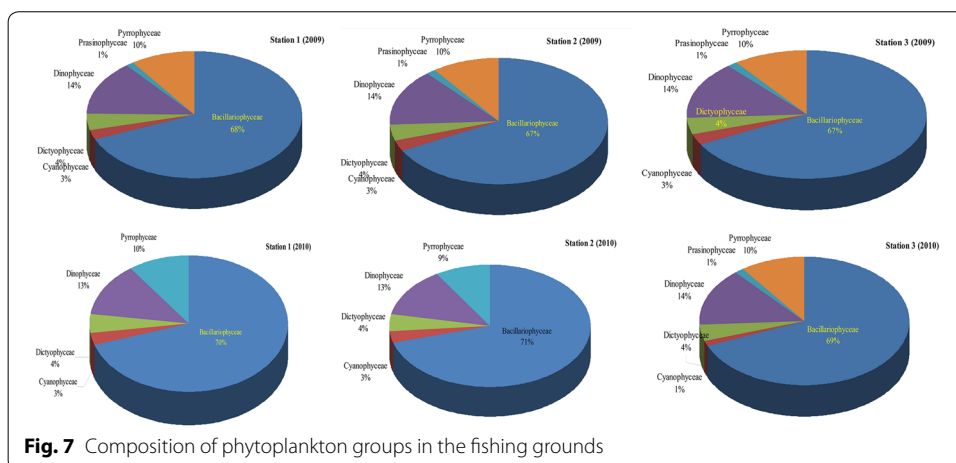 Station 1 (2009)
Pyrrophyceae
10%
Prasinophyceae
1%
Dinophyceae
14%
Bacillariophyceae
68%
Dictyophyceae
4%
Cyanophyceae
3%
Station 2 (2009)
Pyrrophyceae
10%
Prasinophyceae
1%
Dinophyceae
14%
Bacillariophyceae
67%
Dictyophyceae
4%
Cyanophyceae
3%
Station 3 (2009)
Pyrrophyceae
10%
Prasinophyceae
1%
Dinophyceae
14%
Dictyophyceae
4%
Bacillariophyceae
67%
Cyanophyceae
3%
Station 1 (2010)
Pyrrophyceae
10%
Dinophyceae
13%
Bacillariophyceae
70%
Dictyophyceae
4%
Cyanophyceae
3%
Station 2 (2010)
Pyrrophyceae
9%
Dinophyceae
13%
Dictyophyceae
4%
Bacillariophyceae
71%
Cyanophyceae
3%
Station 3 (2010)
Pyrrophyceae
10%
Prasinophyceae
1%
Dinophyceae
14%
Bacillariophyceae
69%
Dictyophyceae
4%
Cyanophyceae
1%
Fig. 7 Composition of phytoplankton groups in the fishing grounds